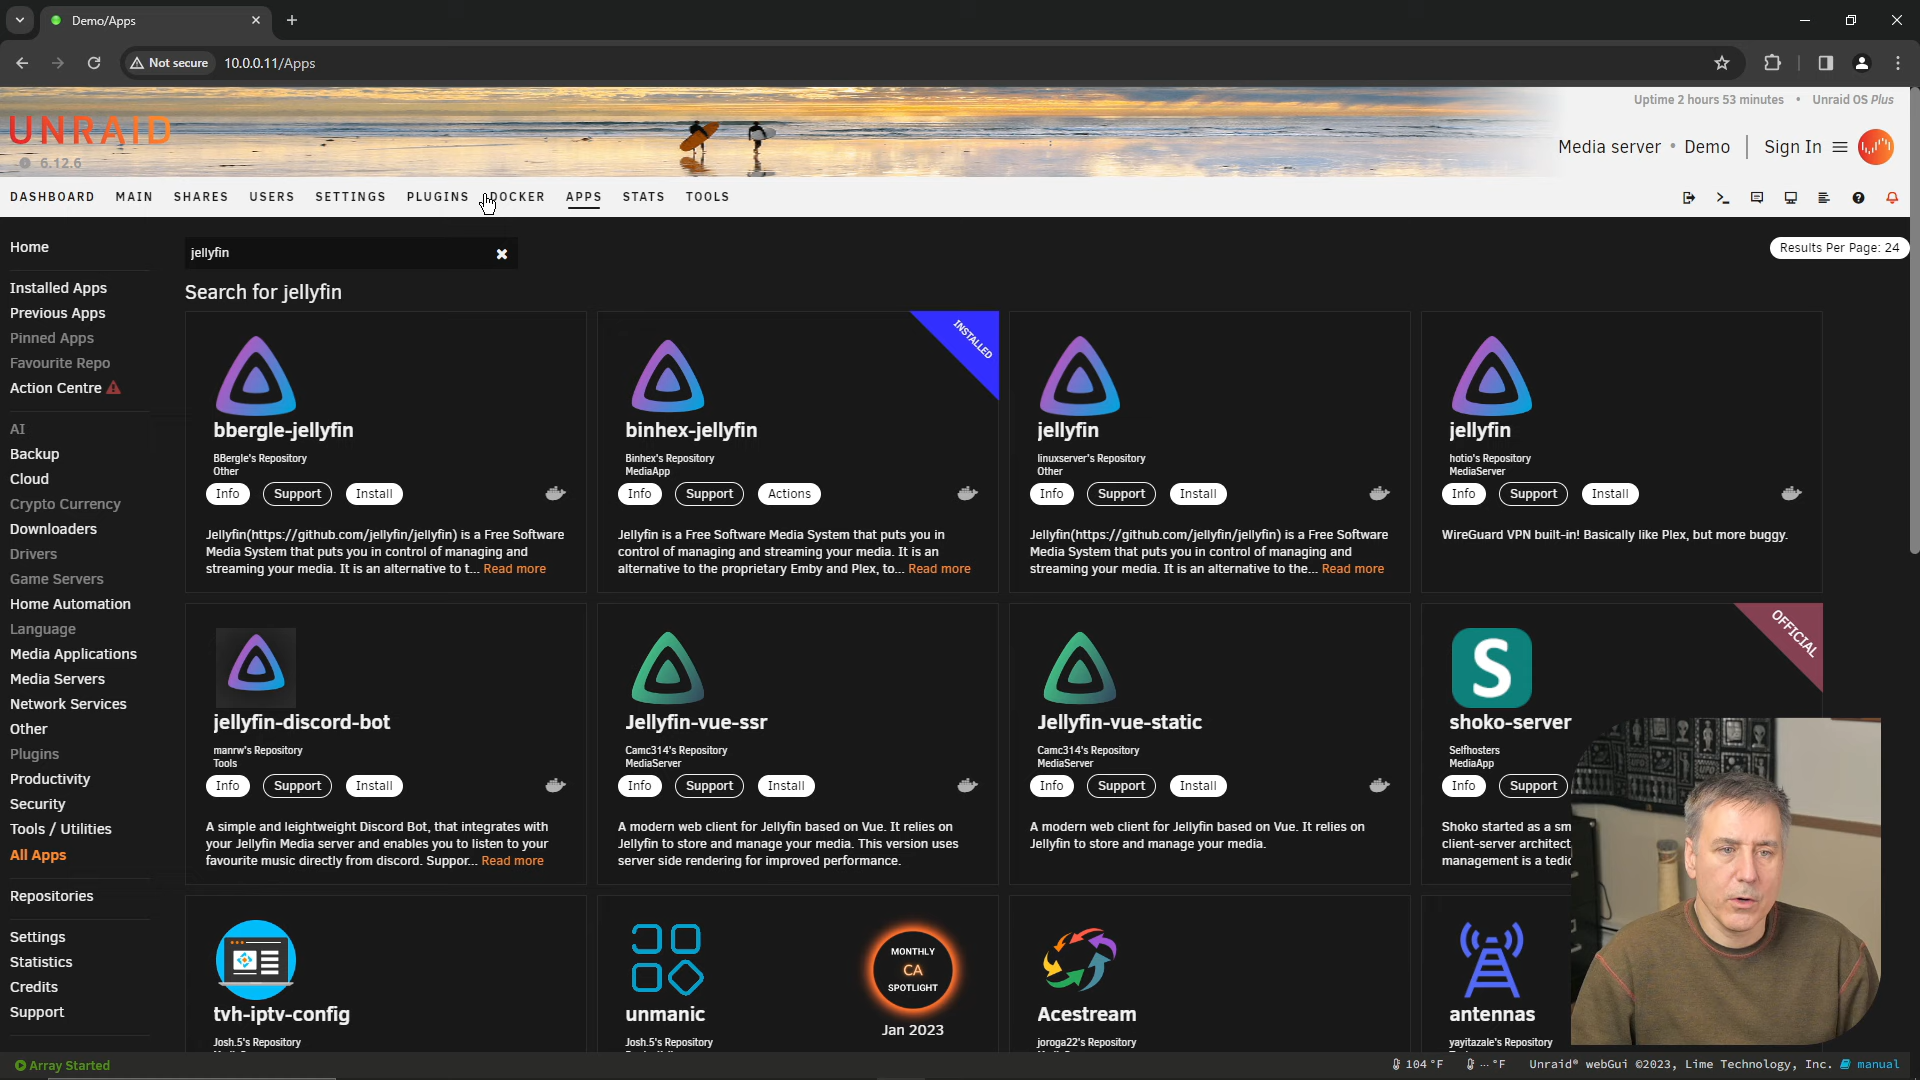 Demo/Apps
Not secure 10.0.0.11/Apps
Uptime 2 hours 53 minutes • Unraid OS Plus
UNRAID
6.12.6
Media server • Demo
Sign In
DASHBOARD MAIN SHARES USERS SETTINGS PLUGINS DOCKER APPS STATS TOOLS
Home
Installed Apps
Previous Apps
Pinned Apps
Favourite Repo
Action Centre
AI
Backup
Cloud
Crypto Currency
Downloaders
Drivers
Game Servers
Home Automation
Language
Media Applications
Media Servers
Network Services
Other
Plugins
Productivity
Security
Tools / Utilities
All Apps
Repositories
Settings
Statistics
Credits
Support
jellyfin
Results Per Page: 24
Search for jellyfin
bbergle-jellyfin
BBergle's Repository
Other
Info Support Install
Jellyfin(https://github.com/jellyfin/jellyfin) is a Free Software
Media System that puts you in control of managing and
streaming your media. It is an alternative to t... Read more
INSTALLED
binhex-jellyfin
Binhex's Repository
MediaApp
Info Support Actions
Jellyfin is a Free Software Media System that puts you in
control of managing and streaming your media. It is an
alternative to the proprietary Emby and Plex, to... Read more
jellyfin
linuxserver's Repository
Other
Info Support Install
Jellyfin(https://github.com/jellyfin/jellyfin) is a Free Software
Media System that puts you in control of managing and
streaming your media. It is an alternative to the... Read more
jellyfin
hotio's Repository
MediaServer
Info Support Install
WireGuard VPN built-in! Basically like Plex, but more buggy.
jellyfin-discord-bot
manrw's Repository
Tools
Info Support Install
A simple and leightweight Discord Bot, that integrates with
your Jellyfin Media server and enables you to listen to your
favourite music directly from discord. Suppor... Read more
Jellyfin-vue-ssr
Camc314's Repository
MediaServer
Info Support Install
A modern web client for Jellyfin based on Vue. It relies on
Jellyfin to store and manage your media. This version uses
server side rendering for improved performance.
Jellyfin-vue-static
Camc314's Repository
MediaServer
Info Support Install
A modern web client for Jellyfin based on Vue. It relies on
Jellyfin to store and manage your media.
OFFICIAL
S
shoko-server
Selfhosters
MediaApp
Info Support
Shoko started as a sm
client-server architect
management is a tedi
tvh-iptv-config
Josh.5's Repository
unmanic
Josh.5's Repository
MONTHLY
CA
SPOTLIGHT
Jan 2023
Acestream
joroga22's Repository
antennas
yayitazale's Repository
Array Started
104 °F
--- °F
Unraid® webGui ©2023, Lime Technology, Inc. manual